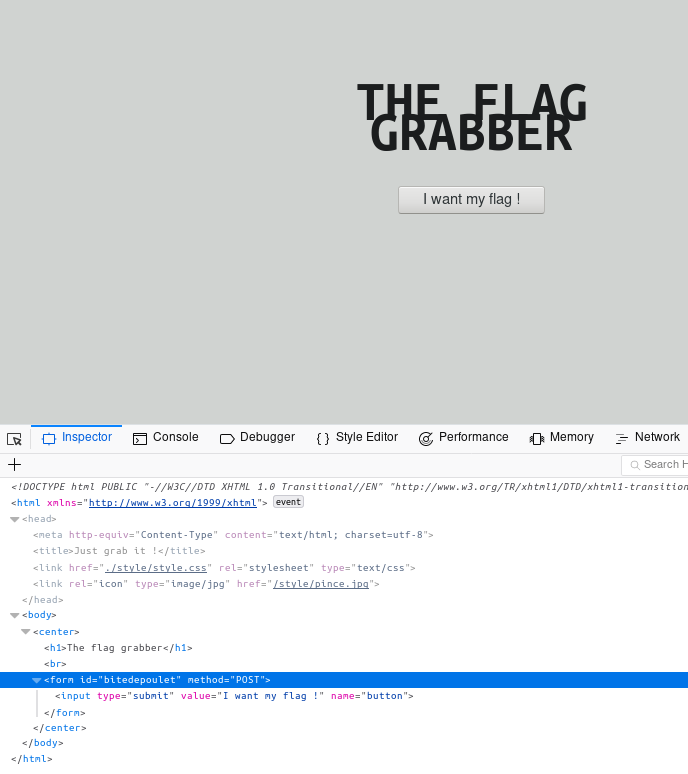 THE FLAG
GRABBER
I want my flag !
Inspector Console Debugger { } Style Editor Performance Memory Network
+ Search H
<!DOCTYPE html PUBLIC "-//W3C//DTD XHTML 1.0 Transitional//EN" "http://www.w3.org/TR/xhtml1/DTD/xhtml1-transition
<html xmlns="http://www.w3.org/1999/xhtml"> event
<head>
<meta http-equiv="Content-Type" content="text/html; charset=utf-8">
<title>Just grab it !</title>
<link href="./style/style.css" rel="stylesheet" type="text/css">
<link rel="icon" type="image/jpg" href="/style/pince.jpg">
</head>
<body>
<center>
<h1>The flag grabber</h1>
<br>
<form id="bitedepoulet" method="POST">
<input type="submit" value="I want my flag !" name="button">
</form>
</center>
</body>
</html>